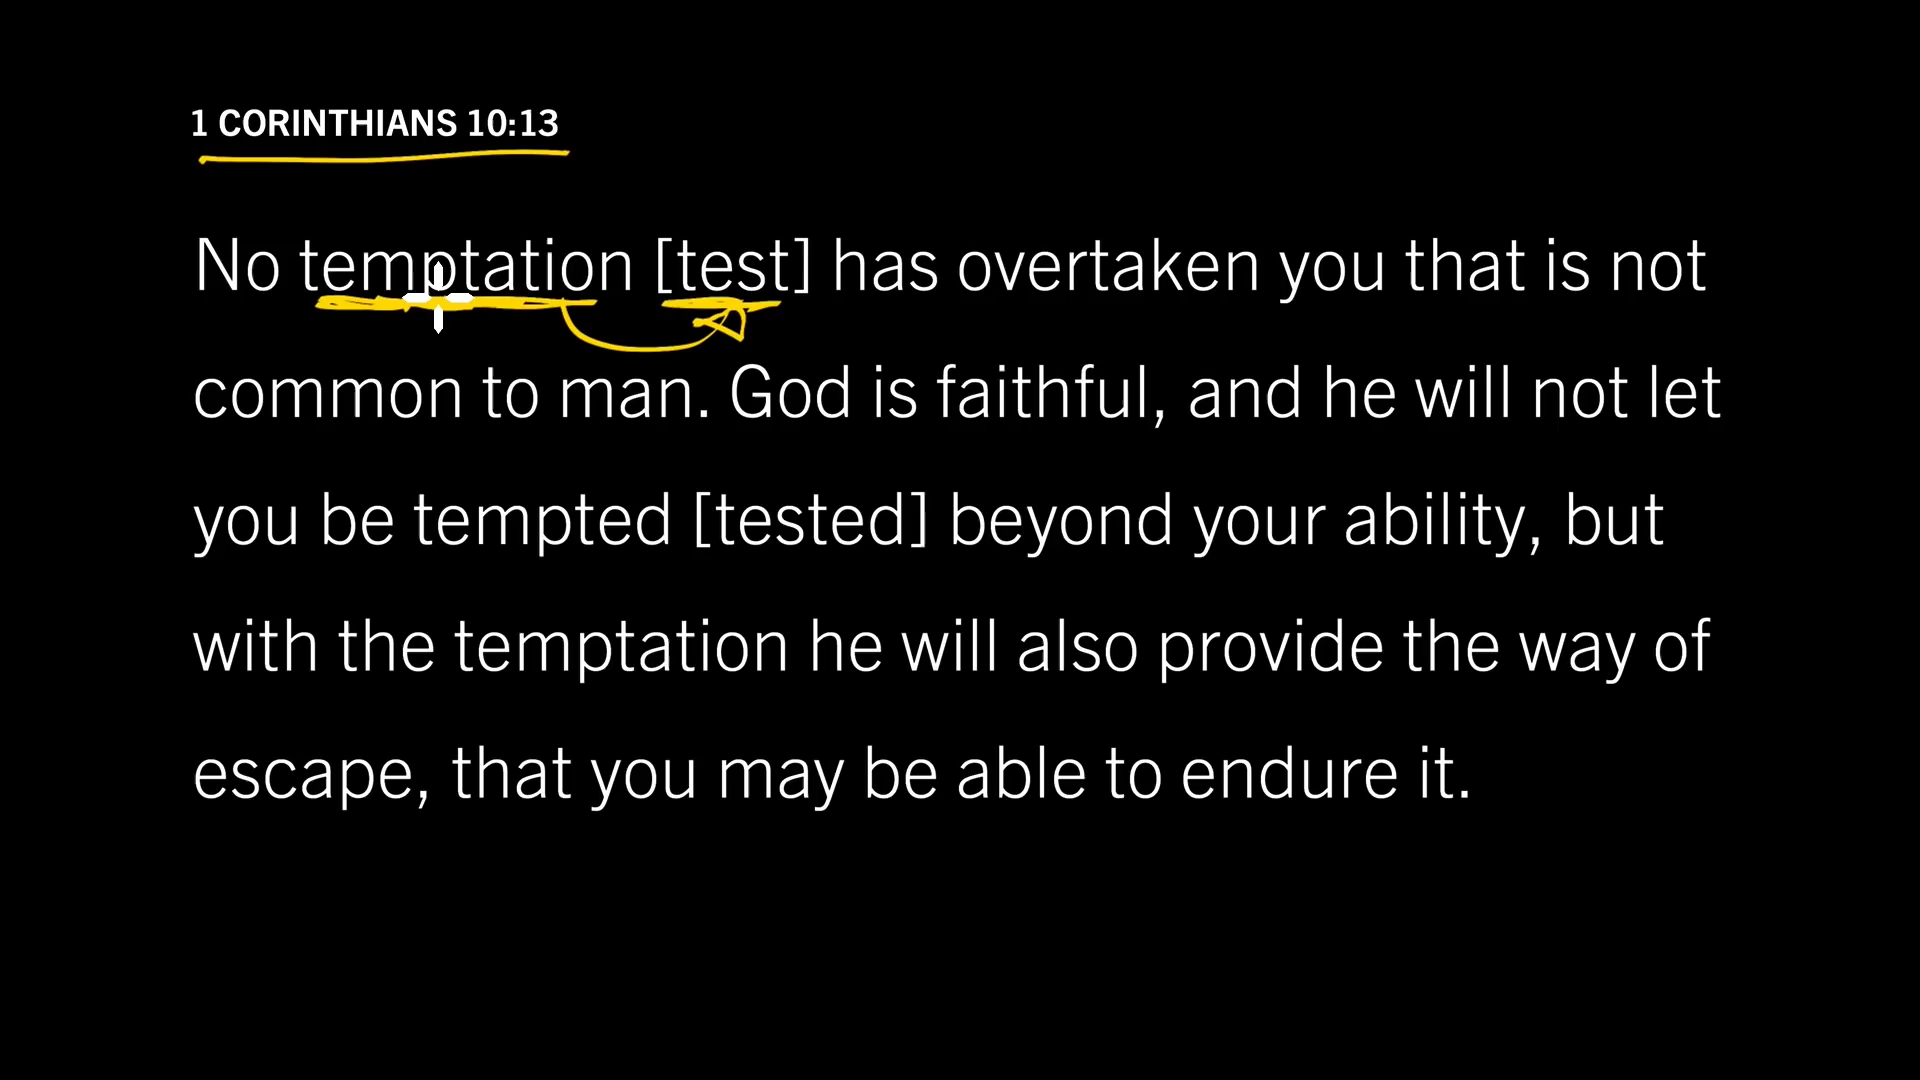 1 CORINTHIANS 10:13
No temptation [test] has overtaken you that is not
common to man. God is faithful, and he will not let
you be tempted [tested] beyond your ability, but
with the temptation he will also provide the way of
escape, that you may be able to endure it.